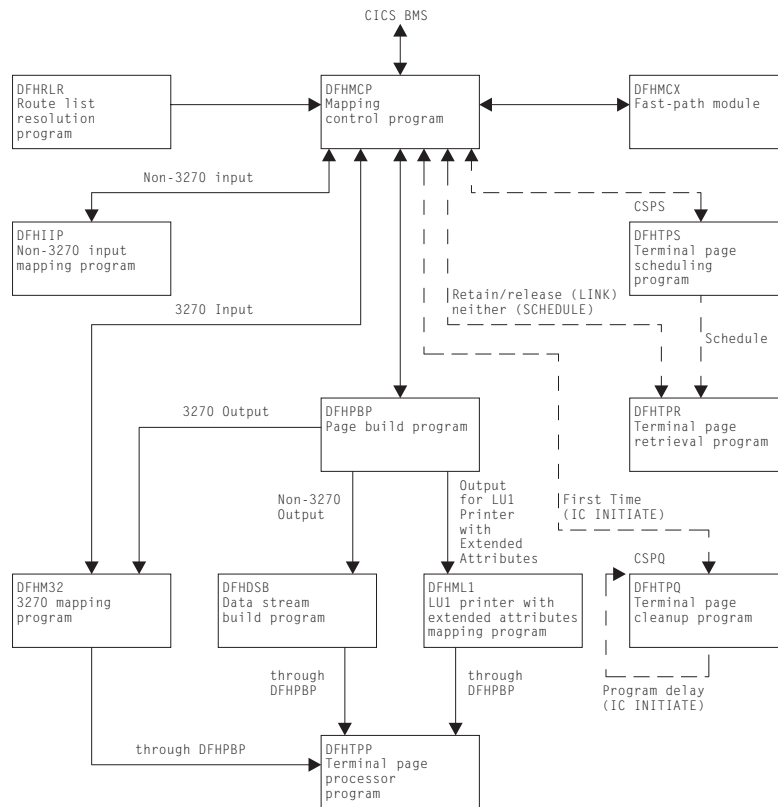 CICS BMS
DFHRLR
Route list
resolution
program
DFHMCP
Mapping
control program
DFHMCX
Fast-path module
Non-3270 input
CSPS
DFHIIP
Non-3270 input
mapping program
DFHTPS
Terminal page
scheduling
program
3270 Input
Retain/release (LINK)
neither (SCHEDULE)
Schedule
3270 Output
DFHPBP
Page build program
DFHTPR
Terminal page
retrieval program
Non-3270
Output
Output
for LU1
Printer
with
Extended
Attributes
First Time
(IC INITIATE)
CSPQ
DFHM32
3270 mapping
program
DFHDSB
Data stream
build program
DFHML1
LU1 printer with
extended attributes
mapping program
DFHTPQ
Terminal page
cleanup program
through
DFHPBP
through
DFHPBP
Program delay
(IC INITIATE)
through DFHPBP
DFHTPP
Terminal page
processor
program